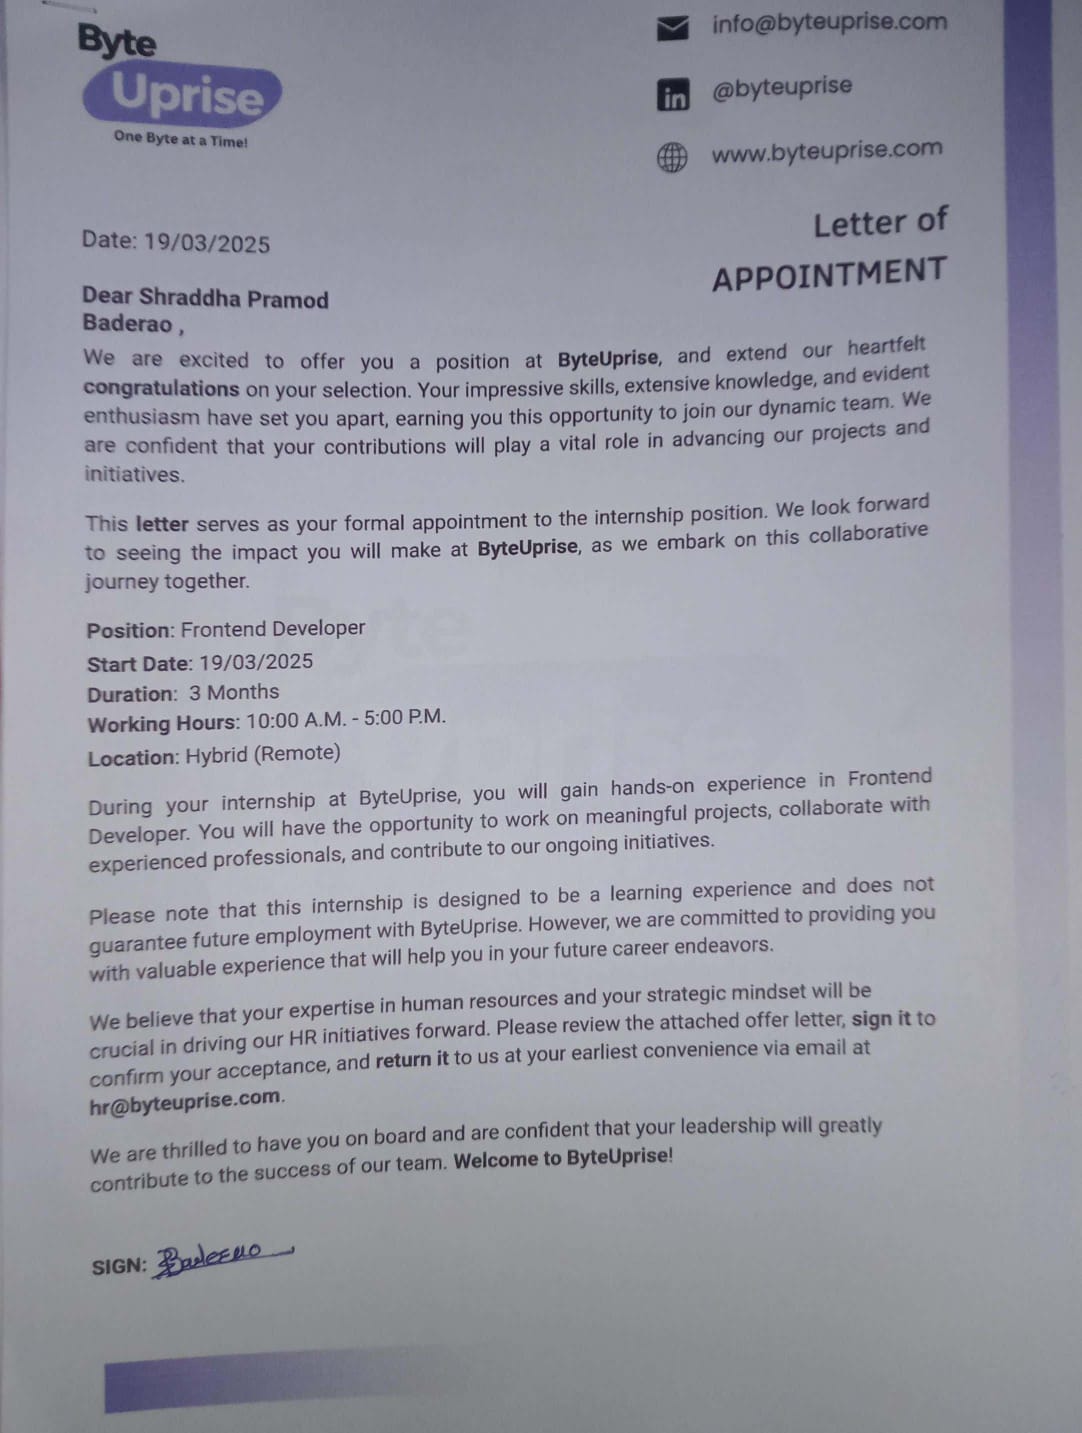 Byte
Uprise
One Byte at a Time!
info@byteuprise.com
in @byteuprise
www.byteuprise.com
Letter of
APPOINTMENT
Date: 19/03/2025
Dear Shraddha Pramod
Baderao ,
We are excited to offer you a position at ByteUprise, and extend our heartfelt
congratulations on your selection. Your impressive skills, extensive knowledge, and evident
enthusiasm have set you apart, earning you this opportunity to join our dynamic team. We
are confident that your contributions will play a vital role in advancing our projects and
initiatives.
This letter serves as your formal appointment to the internship position. We look forward
to seeing the impact you will make at ByteUprise, as we embark on this collaborative
journey together.
Position: Frontend Developer
Start Date: 19/03/2025
Duration: 3 Months
Working Hours: 10:00 A.M. - 5:00 P.M.
Location: Hybrid (Remote)
During your internship at ByteUprise, you will gain hands-on experience in Frontend
Developer. You will have the opportunity to work on meaningful projects, collaborate with
experienced professionals, and contribute to our ongoing initiatives.
Please note that this internship is designed to be a learning experience and does not
guarantee future employment with ByteUprise. However, we are committed to providing you
with valuable experience that will help you in your future career endeavors.
We believe that your expertise in human resources and your strategic mindset will be
crucial in driving our HR initiatives forward. Please review the attached offer letter, sign it to
confirm your acceptance, and return it to us at your earliest convenience via email at
hr@byteuprise.com.
We are thrilled to have you on board and are confident that your leadership will greatly
contribute to the success of our team. Welcome to ByteUprise!
SIGN: Baderao